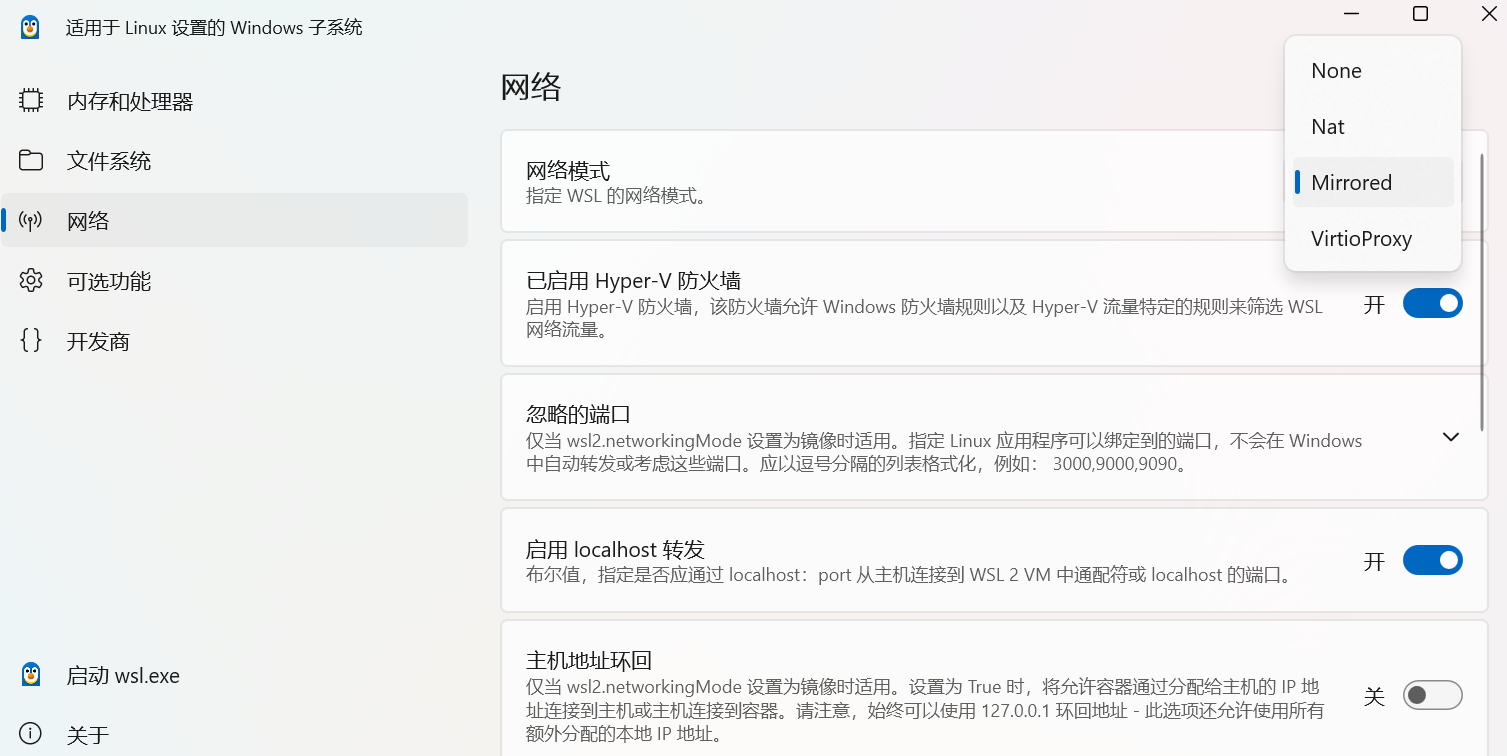 适用于 Linux 设置的 Windows 子系统
内存和处理器
文件系统
网络
可选功能
开发商
启动 wsl.exe
关于
网络
网络模式
指定 WSL 的网络模式。
None
Nat
Mirrored
VirtioProxy
已启用 Hyper-V 防火墙
启用 Hyper-V 防火墙，该防火墙允许 Windows 防火墙规则以及 Hyper-V 流量特定的规则来筛选 WSL
网络流量。
开
忽略的端口
仅当 wsl2.networkingMode 设置为镜像时适用。指定 Linux 应用程序可以绑定到的端口，不会在 Windows
中自动转发或考虑这些端口。应以逗号分隔的列表格式化，例如： 3000,9000,9090。
启用 localhost 转发
布尔值，指定是否应通过 localhost：port 从主机连接到 WSL 2 VM 中通配符或 localhost 的端口。
开
主机地址环回
仅当 wsl2.networkingMode 设置为镜像时适用。设置为 True 时，将允许容器通过分配给主机的 IP 地
址连接到主机或主机连接到容器。请注意，始终可以使用 127.0.0.1 环回地址 - 此选项还允许使用所有
额外分配的本地 IP 地址。
关